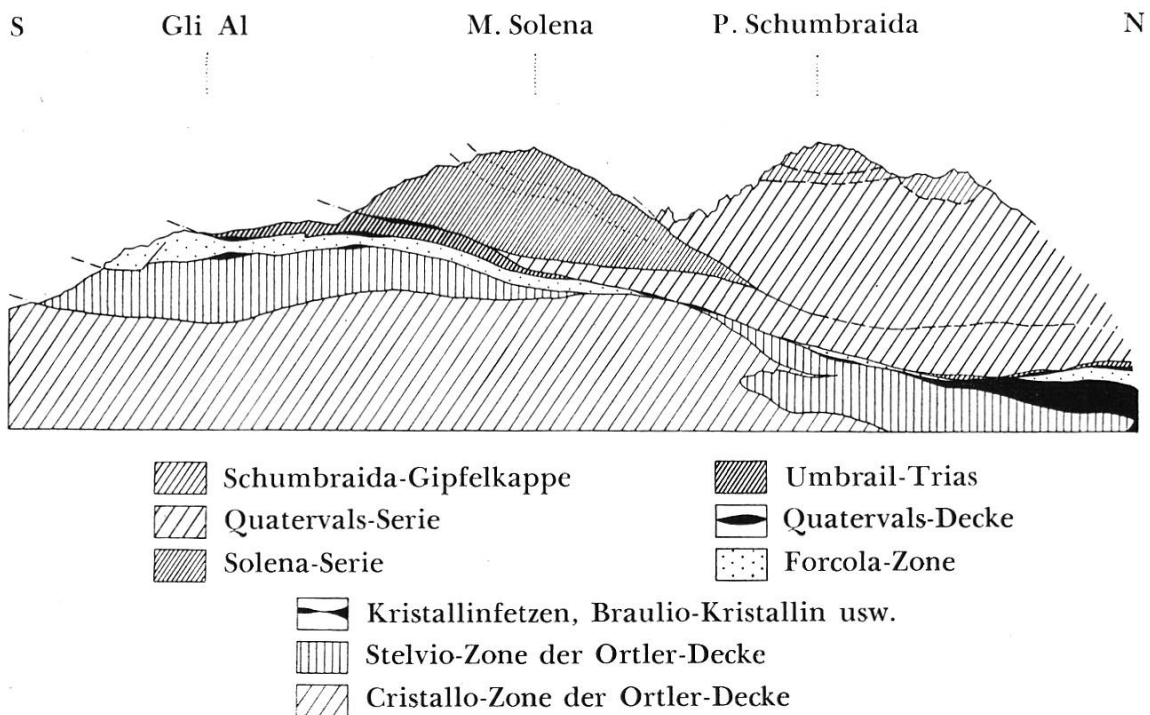 S Gli Al M. Solena P. Schumbraida N
Schumbraida-Gipfelkappe
Quatervals-Serie
Solena-Serie
Umbrail-Trias
Quatervals-Decke
Forcola-Zone
Kristallinfetzen, Braulio-Kristallin usw.
Stelvio-Zone der Ortler-Decke
Cristallo-Zone der Ortler-Decke